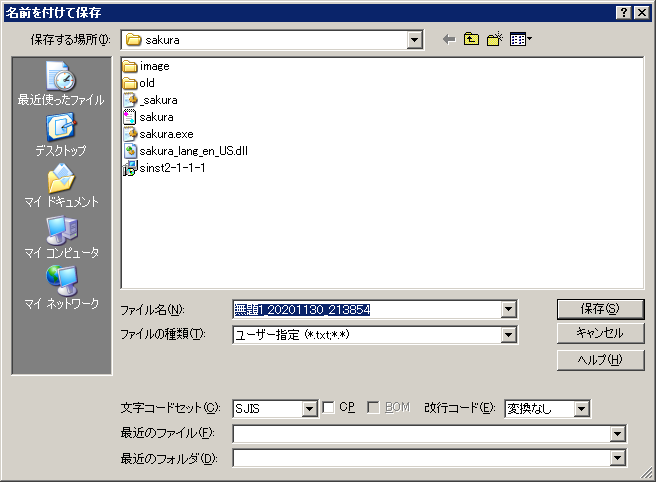 名前を付けて保存
保存する場所(I): sakura
最近使ったファイル
デスクトップ
マイ ドキュメント
マイ コンピュータ
マイ ネットワーク
image
old
_sakura
sakura
sakura.exe
sakura_lang_en_US.dll
sinst2-1-1-1
ファイル名(N): 無題1_20201130_213854 保存(S)
ファイルの種類(T): ユーザー指定 (*.txt;*.*) キャンセル
ヘルプ(H)
文字コードセット(C): SJIS CP BOM 改行コード(E): 変換なし
最近のファイル(F):
最近のフォルダ(D):